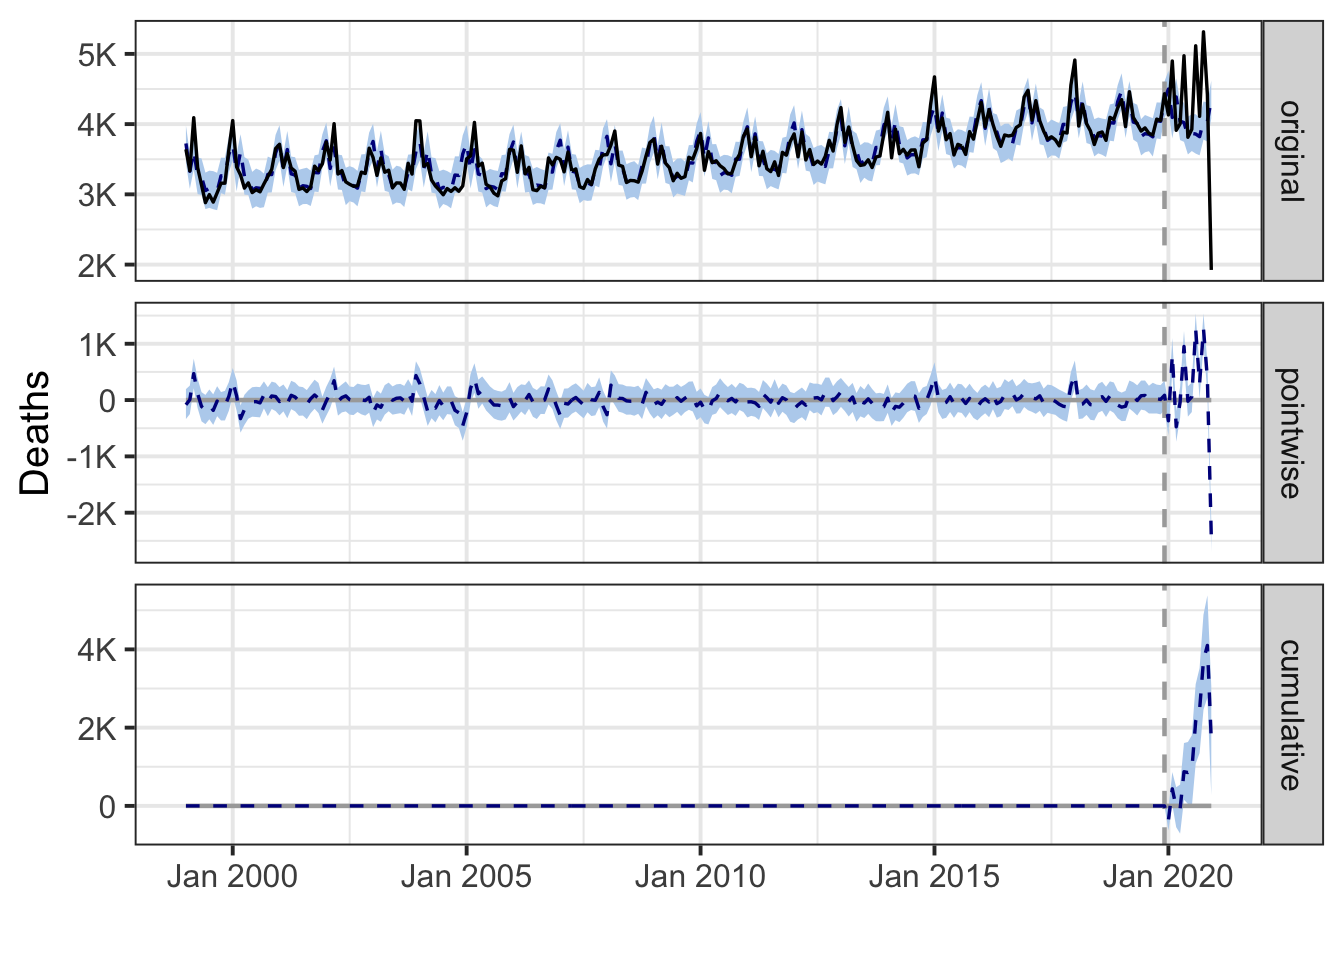 5K
4K
3K
2K
original
1K
0
-1K
-2K
pointwise
Deaths
4K
2K
0
cumulative
Jan 2000 Jan 2005 Jan 2010 Jan 2015 Jan 2020